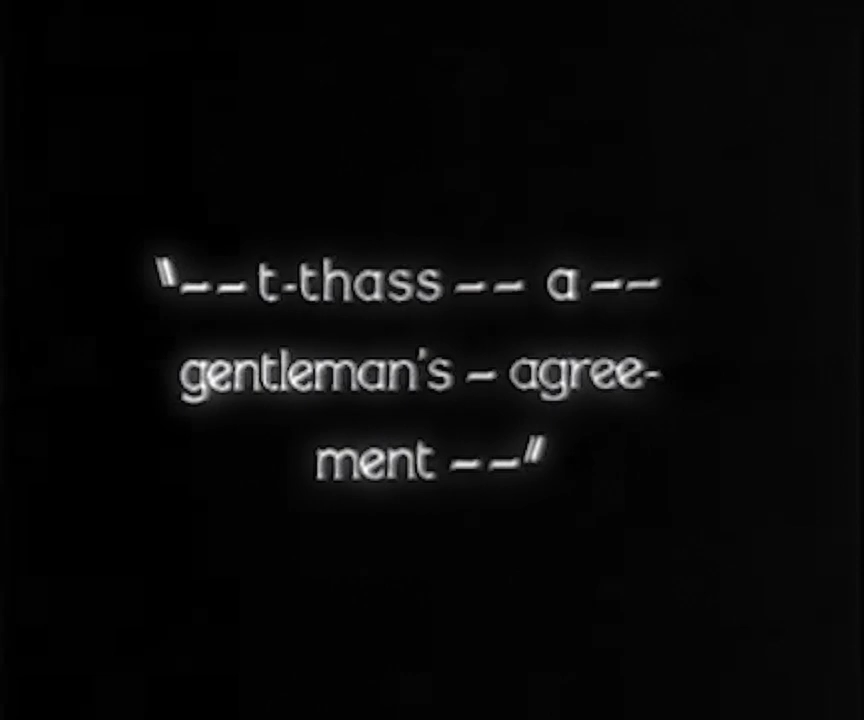 "–– t-thass –– a ––
gentleman's – agree-
ment ––"